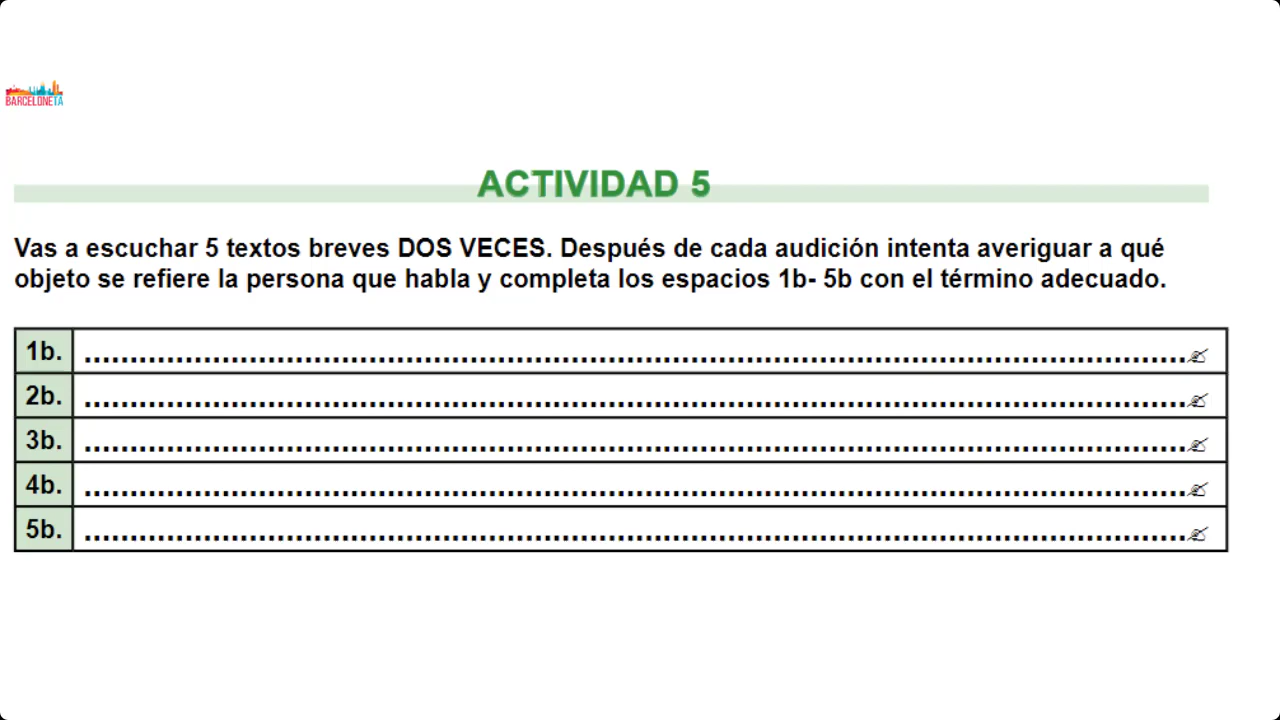 BARCELONETA
ACTIVIDAD 5
Vas a escuchar 5 textos breves DOS VECES. Después de cada audición intenta averiguar a qué
objeto se refiere la persona que habla y completa los espacios 1b- 5b con el término adecuado.
1b. ........................................................................................................................
2b. ........................................................................................................................
3b. ........................................................................................................................
4b. ........................................................................................................................
5b. ........................................................................................................................